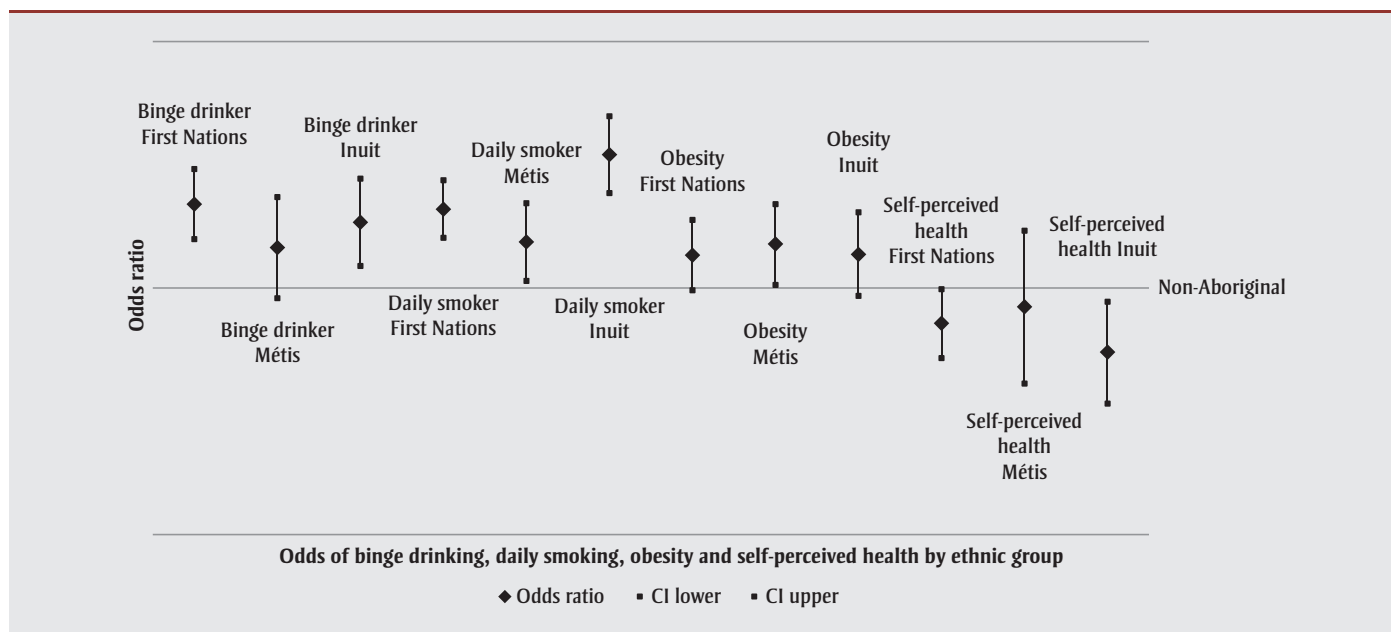 Binge drinker
First Nations
Binge drinker
Métis
Binge drinker
Inuit
Daily smoker
First Nations
Daily smoker
Métis
Daily smoker
Inuit
Obesity
First Nations
Obesity
Métis
Obesity
Inuit
Self-perceived
health
First Nations
Self-perceived
health
Métis
Self-perceived
health Inuit
Non-Aboriginal
Odds ratio
Odds of binge drinking, daily smoking, obesity and self-perceived health by ethnic group
Odds ratio CI lower CI upper